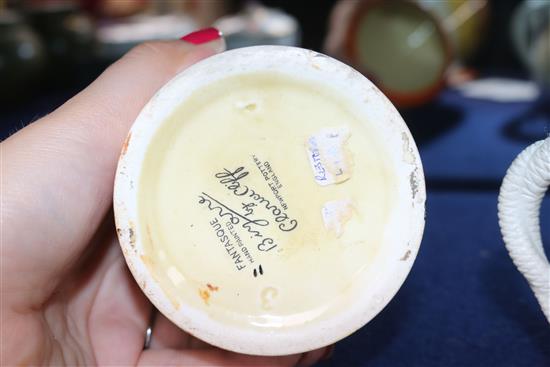 FANTASQUE
HAND PAINTED
Bizarre
by
Clarice Cliff
NEWPORT POTTERY
ENGLAND